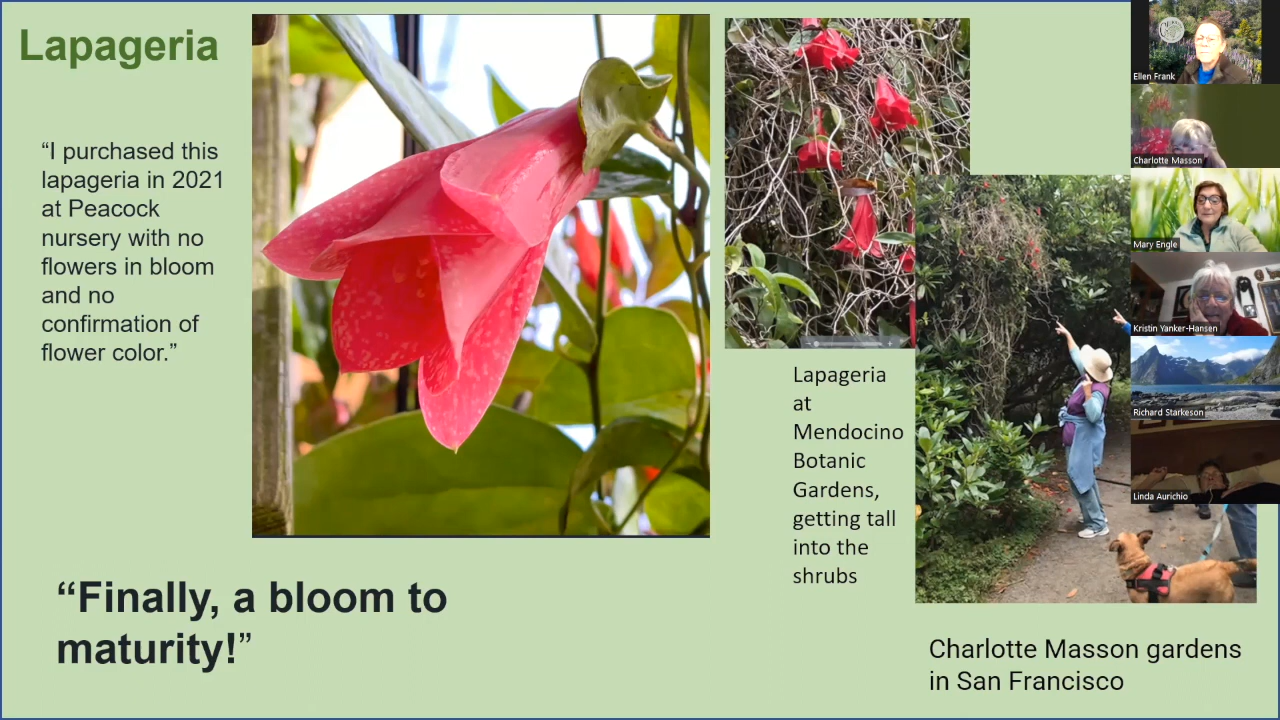 Lapageria
“I purchased this
lapageria in 2021
at Peacock
nursery with no
flowers in bloom
and no
confirmation of
flower color.”
“Finally, a bloom to
maturity!”
Lapageria
at
Mendocino
Botanic
Gardens,
getting tall
into the
shrubs
Charlotte Masson gardens
in San Francisco
Ellen Frank
Charlotte Masson
Mary Engle
Kristin Yanker-Hansen
Richard Starkeson
Linda Aurichio